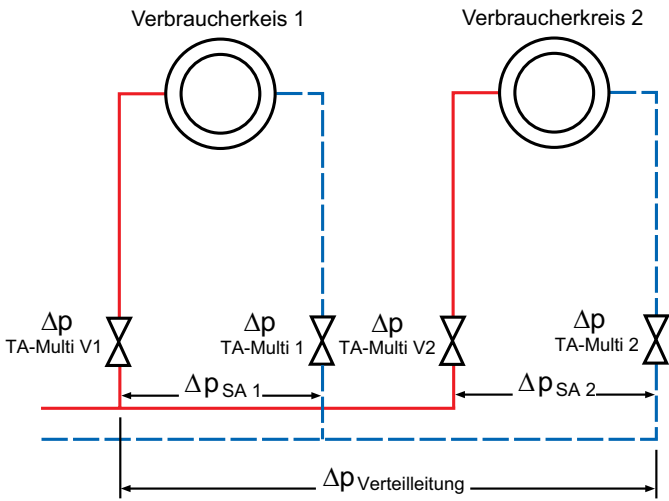 Verbraucherkeis 1
Verbraucherkreis 2
Δp
TA-Multi V1
Δp
TA-Multi 1
Δp
TA-Multi V2
Δp
TA-Multi 2
Δp SA 1
Δp SA 2
Δp Verteilleitung